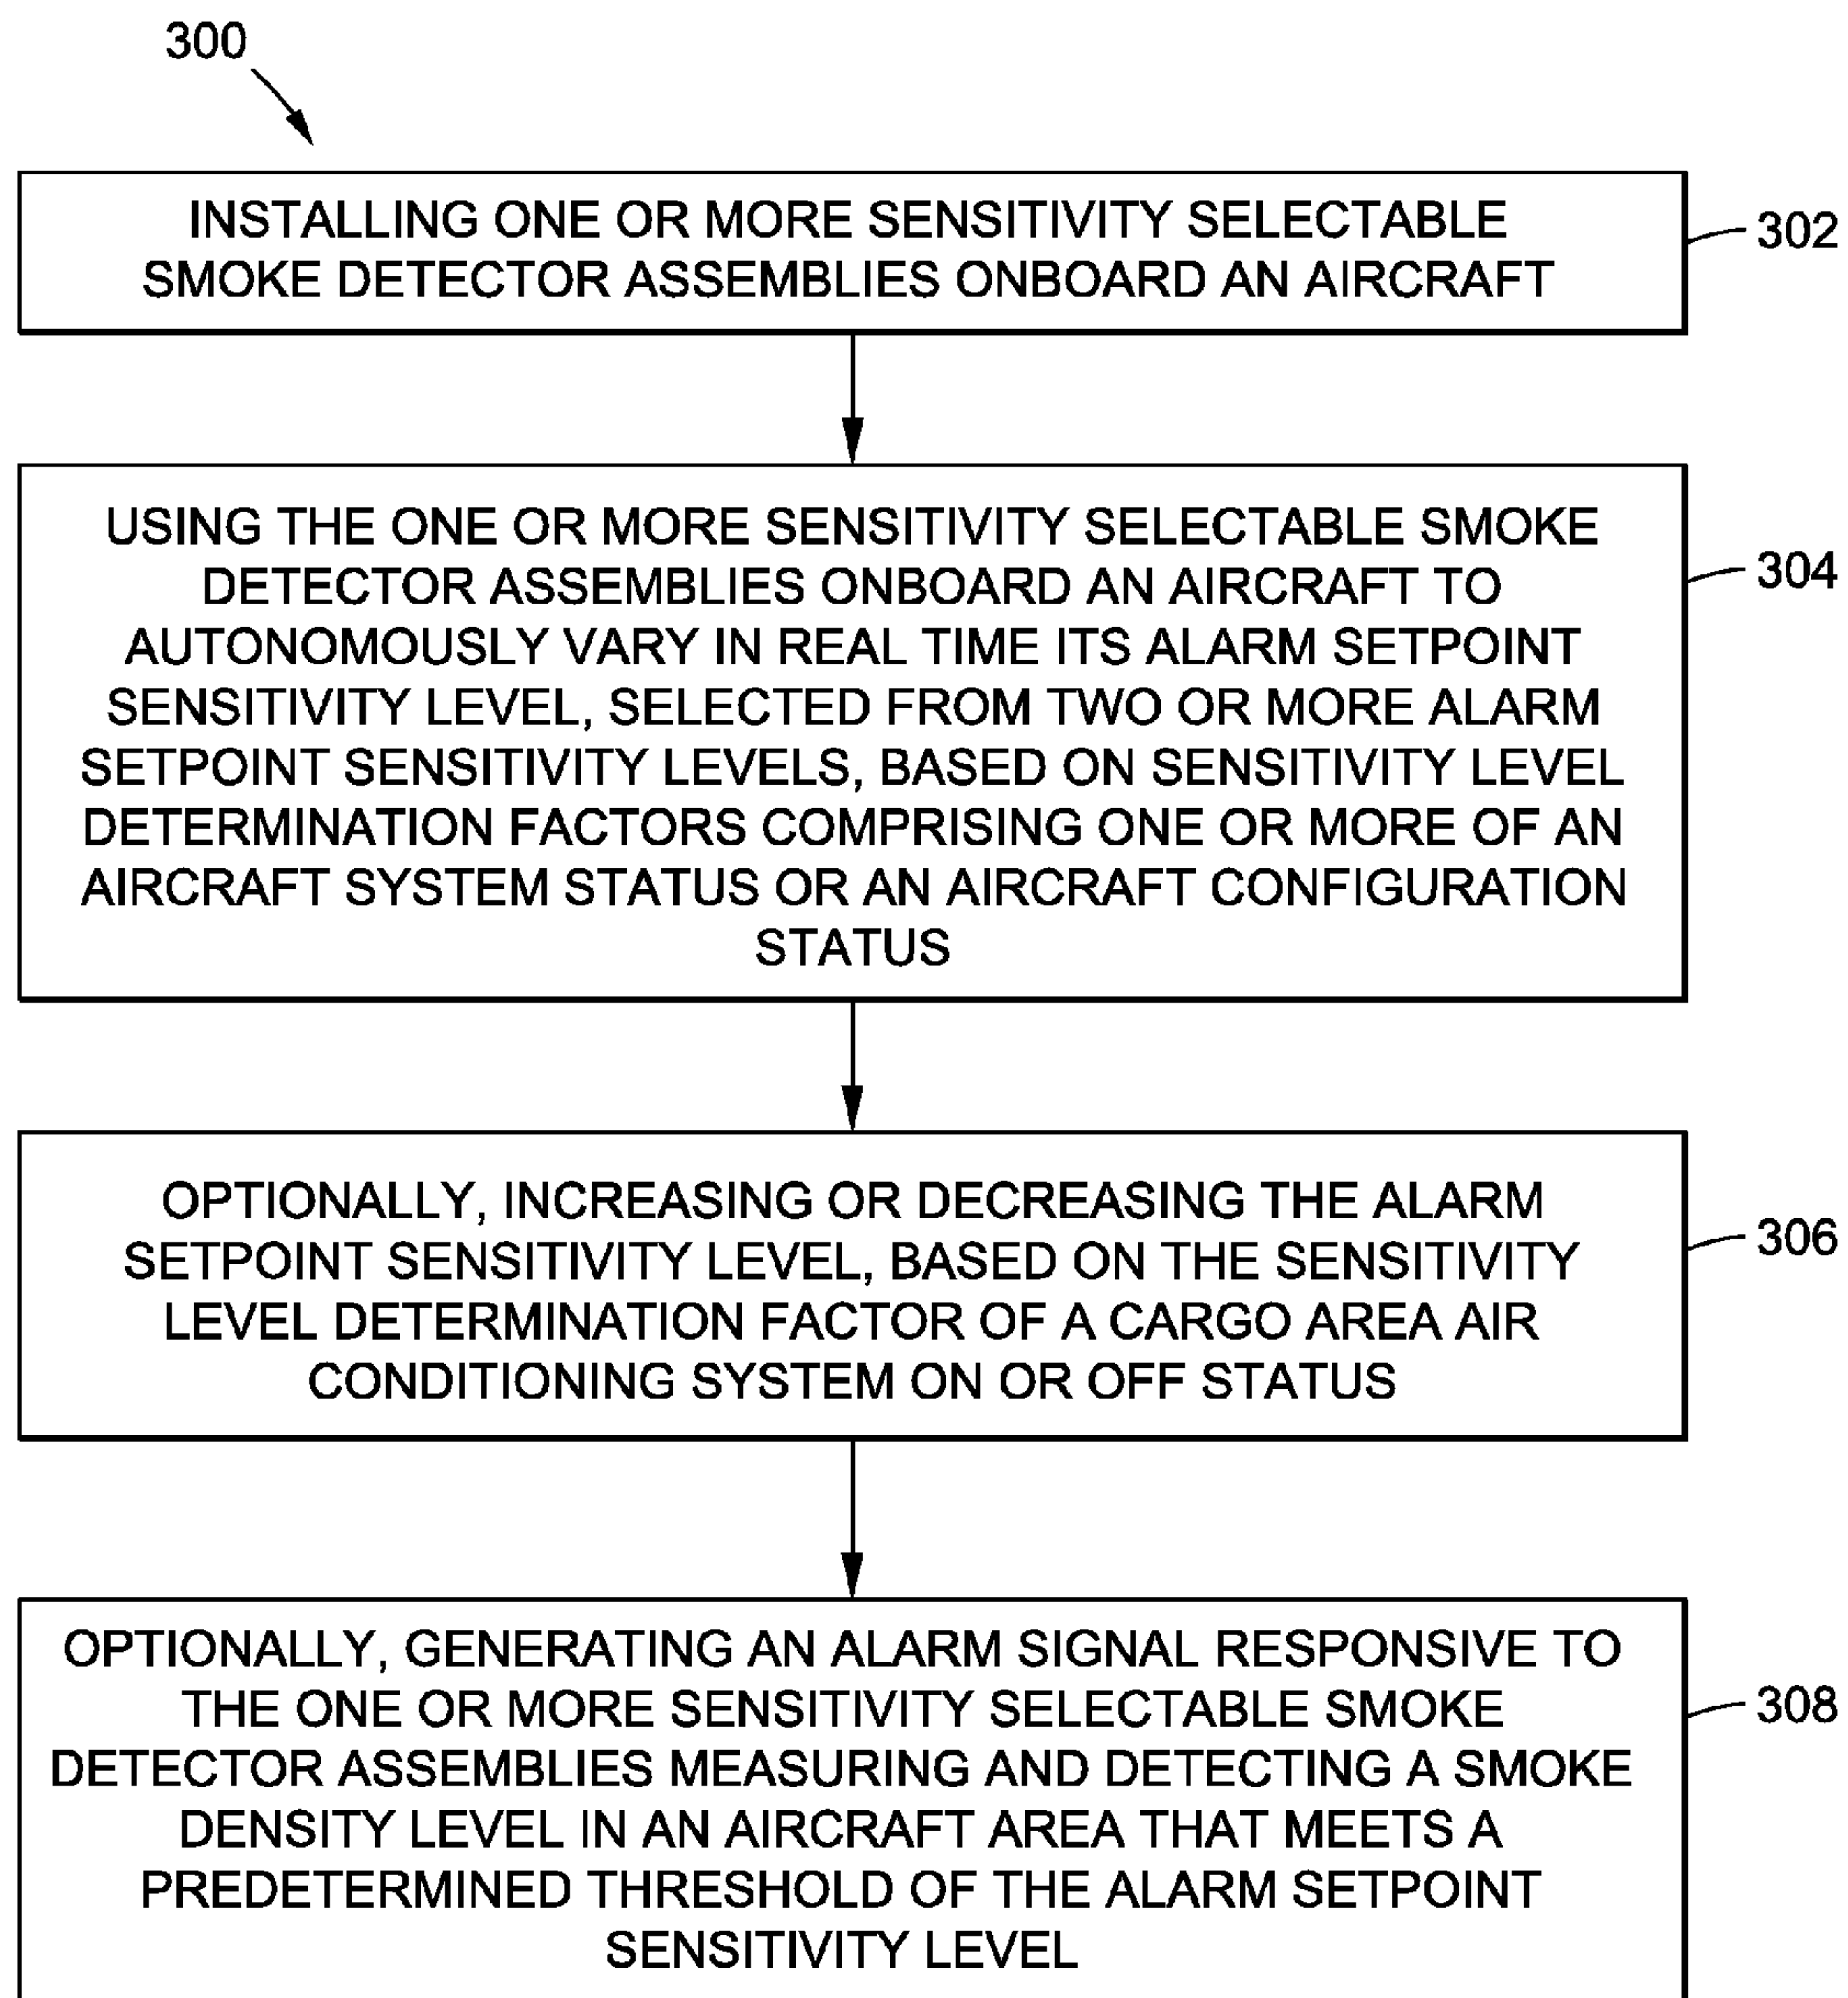 300
INSTALLING ONE OR MORE SENSITIVITY SELECTABLE
SMOKE DETECTOR ASSEMBLIES ONBOARD AN AIRCRAFT
302
USING THE ONE OR MORE SENSITIVITY SELECTABLE SMOKE
DETECTOR ASSEMBLIES ONBOARD AN AIRCRAFT TO
AUTONOMOUSLY VARY IN REAL TIME ITS ALARM SETPOINT
SENSITIVITY LEVEL, SELECTED FROM TWO OR MORE ALARM
SETPOINT SENSITIVITY LEVELS, BASED ON SENSITIVITY LEVEL
DETERMINATION FACTORS COMPRISING ONE OR MORE OF AN
AIRCRAFT SYSTEM STATUS OR AN AIRCRAFT CONFIGURATION
STATUS
304
OPTIONALLY, INCREASING OR DECREASING THE ALARM
SETPOINT SENSITIVITY LEVEL, BASED ON THE SENSITIVITY
LEVEL DETERMINATION FACTOR OF A CARGO AREA AIR
CONDITIONING SYSTEM ON OR OFF STATUS
306
OPTIONALLY, GENERATING AN ALARM SIGNAL RESPONSIVE TO
THE ONE OR MORE SENSITIVITY SELECTABLE SMOKE
DETECTOR ASSEMBLIES MEASURING AND DETECTING A SMOKE
DENSITY LEVEL IN AN AIRCRAFT AREA THAT MEETS A
PREDETERMINED THRESHOLD OF THE ALARM SETPOINT
SENSITIVITY LEVEL
308